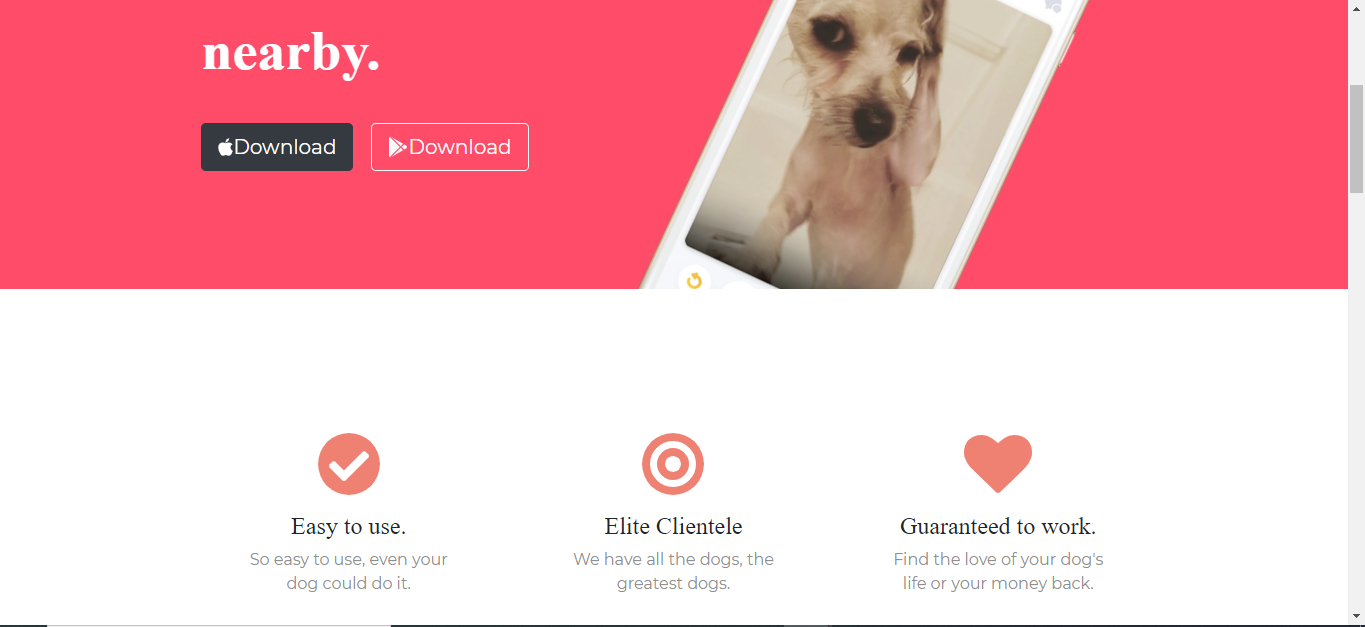 nearby.
Download Download
Easy to use.
So easy to use, even your
dog could do it.
Elite Clientele
We have all the dogs, the
greatest dogs.
Guaranteed to work.
Find the love of your dog's
life or your money back.